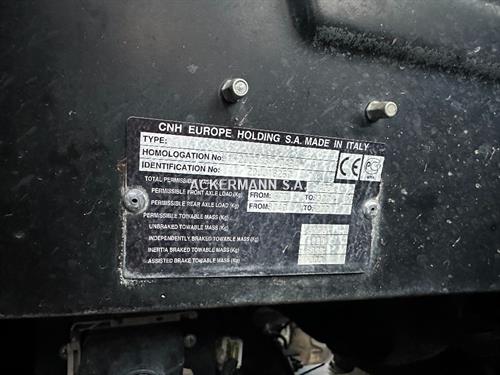 CNH EUROPE HOLDING S.A. MADE IN ITALY
TYPE:
HOMOLOGATION No
IDENTIFICATION No:
CE
ACKERMANN S.A.
TOTAL PERMISSIBLE
PERMISSIBLE FRONT AXLE LOAD (Kg) FROM: TO:
PERMISSIBLE REAR AXLE LOAD (Kg) FROM: TO:
PERMISSIBLE TOWABLE MASS (Kg)
UNBRAKED TOWABLE MASS (Kg)
INDEPENDENTLY BRAKED TOWABLE MASS (Kg)
INERTIA BRAKED TOWABLE MASS (Kg)
ASSISTED BRAKE TOWABLE MASS (Kg)